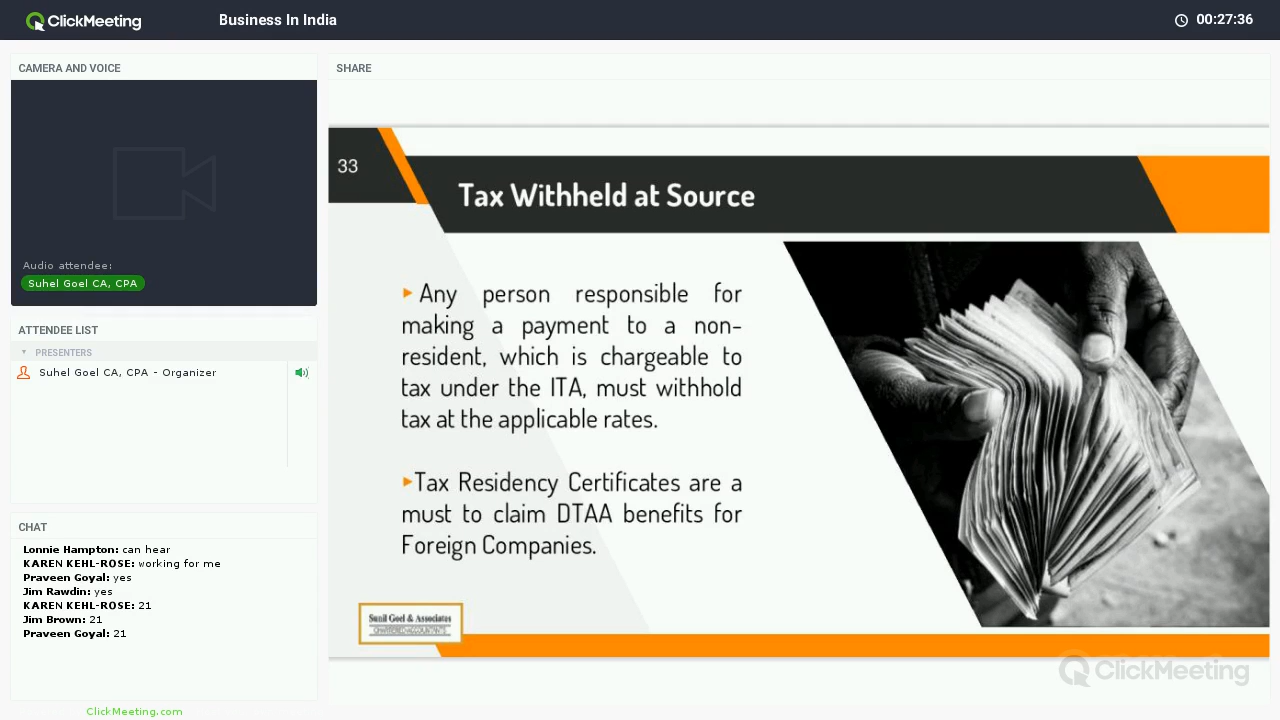 ClickMeeting
Business In India
00:27:36
CAMERA AND VOICE
Audio attendee:
Suhel Goel CA, CPA
ATTENDEE LIST
PRESENTERS
Suhel Goel CA, CPA - Organizer
CHAT
Lonnie Hampton: can hear
KAREN KEHL-ROSE: working for me
Praveen Goyal: yes
Jim Rawdin: yes
KAREN KEHL-ROSE: 21
Jim Brown: 21
Praveen Goyal: 21
ClickMeeting.com
SHARE
33
Tax Withheld at Source
Any person responsible for
making a payment to a non-
resident, which is chargeable to
tax under the ITA, must withhold
tax at the applicable rates.
Tax Residency Certificates are a
must to claim DTAA benefits for
Foreign Companies.
Sunil Goel & Associates
CHARTERED ACCOUNTANTS
ClickMeeting